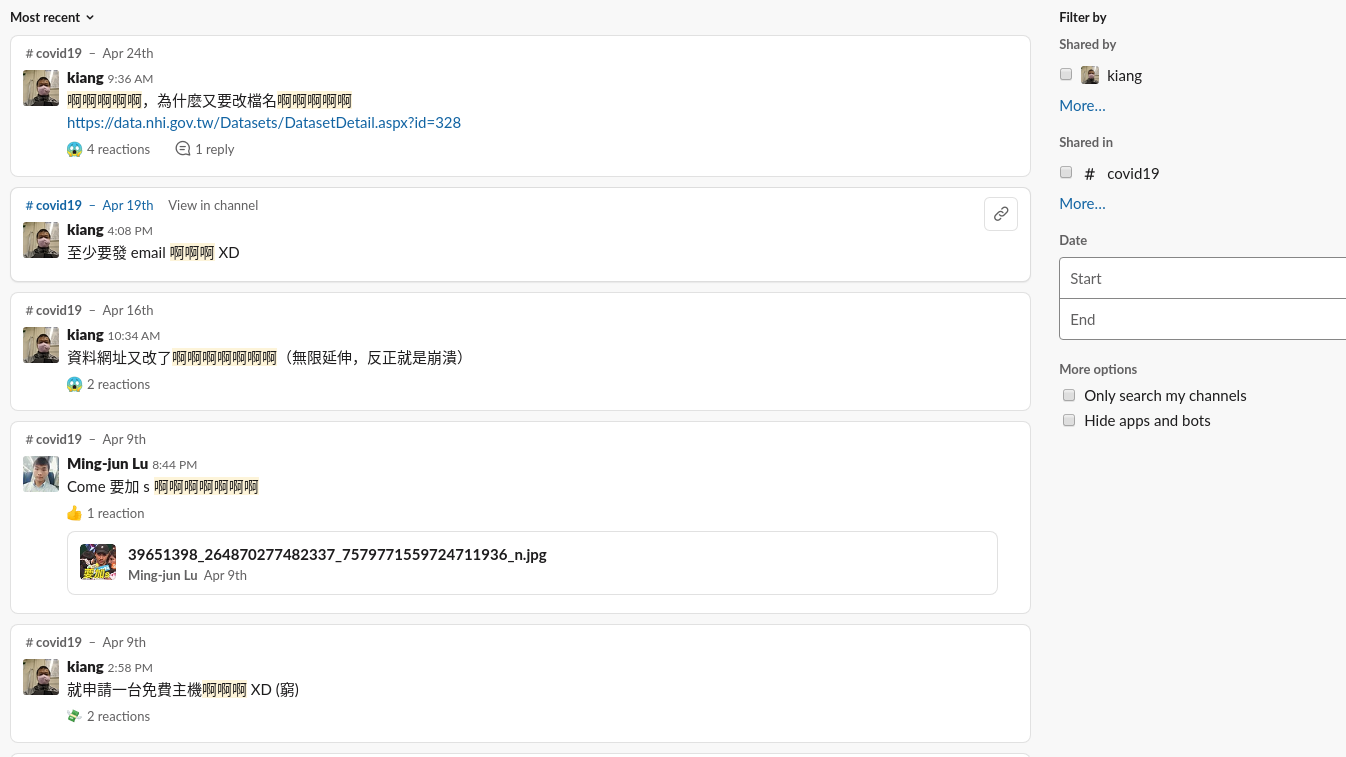 Most recent
# covid19 – Apr 24th
kiang 9:36 AM
啊啊啊啊啊，為什麼又要改檔名啊啊啊啊啊
https://data.nhi.gov.tw/Datasets/DatasetDetail.aspx?id=328
4 reactions 1 reply
# covid19 – Apr 19th View in channel
kiang 4:08 PM
至少要發 email 啊啊啊 XD
# covid19 – Apr 16th
kiang 10:34 AM
資料網址又改了啊啊啊啊啊啊啊（無限延伸，反正就是崩潰）
2 reactions
# covid19 – Apr 9th
Ming-jun Lu 8:44 PM
Come 要加 s 啊啊啊啊啊啊啊
1 reaction
39651398_264870277482337_7579771559724711936_n.jpg
Ming-jun Lu Apr 9th
# covid19 – Apr 9th
kiang 2:58 PM
就申請一台免費主機啊啊啊 XD (窮)
2 reactions
Filter by
Shared by
kiang
More...
Shared in
# covid19
More...
Date
Start
End
More options
Only search my channels
Hide apps and bots